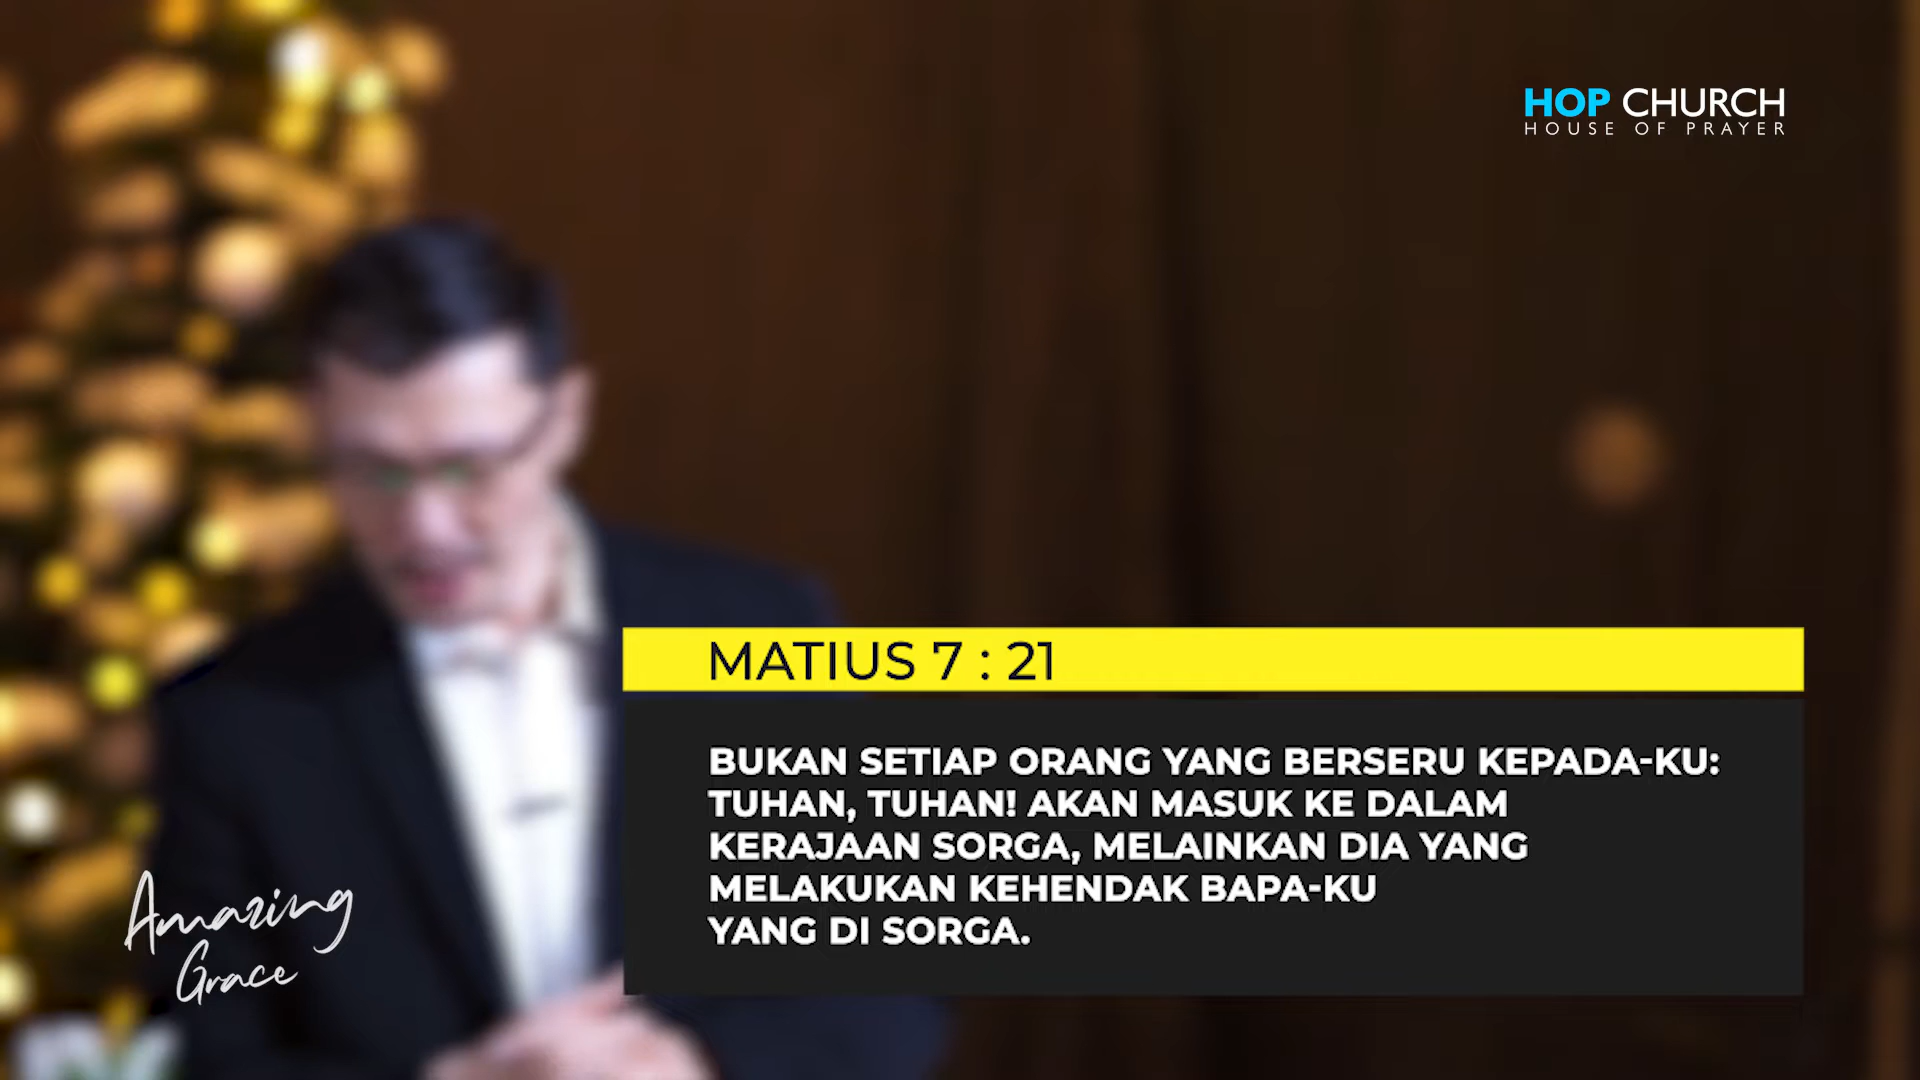 HOP CHURCH
HOUSE OF PRAYER
MATIUS 7 : 21
BUKAN SETIAP ORANG YANG BERSERU KEPADA-KU:
TUHAN, TUHAN! AKAN MASUK KE DALAM
KERAJAAN SORGA, MELAINKAN DIA YANG
MELAKUKAN KEHENDAK BAPA-KU
YANG DI SORGA.
Amazing
Grace